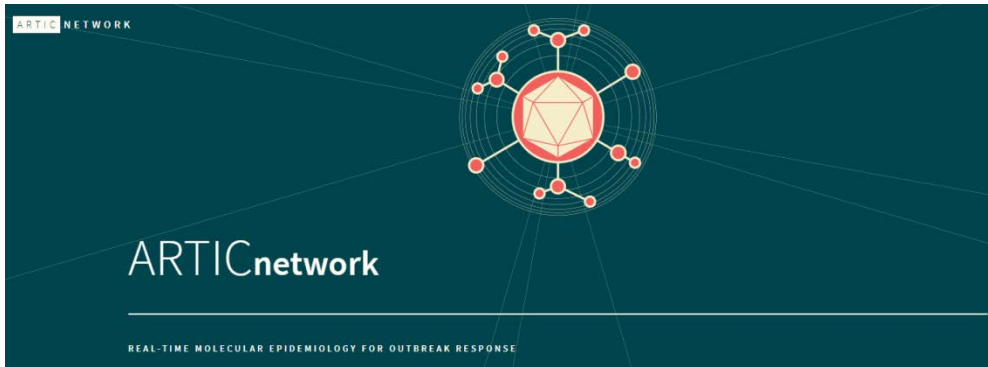 ARTIC NETWORK
ARTICnetwork
REAL-TIME MOLECULAR EPIDEMIOLOGY FOR OUTBREAK RESPONSE